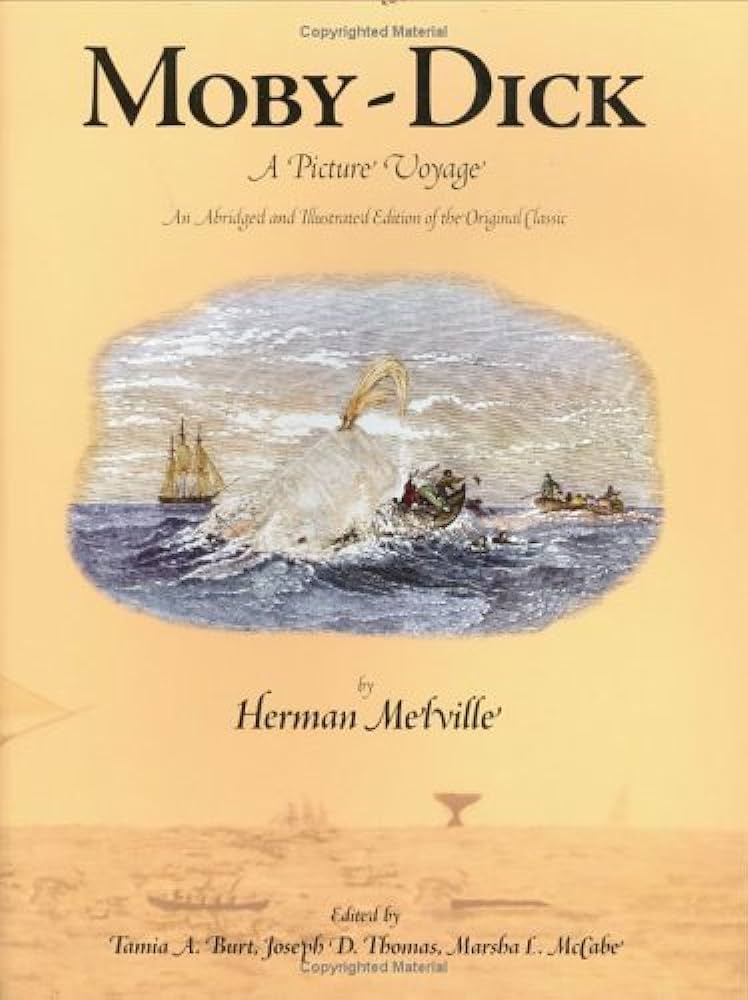 Copyrighted Material
MOBY-DICK
A Picture Voyage
An Abridged and Illustrated Edition of the Original Classic
by
Herman Melville
Edited by
Tamia A. Burt, Joseph D. Thomas, Marsha L. McCabe
Copyrighted Material